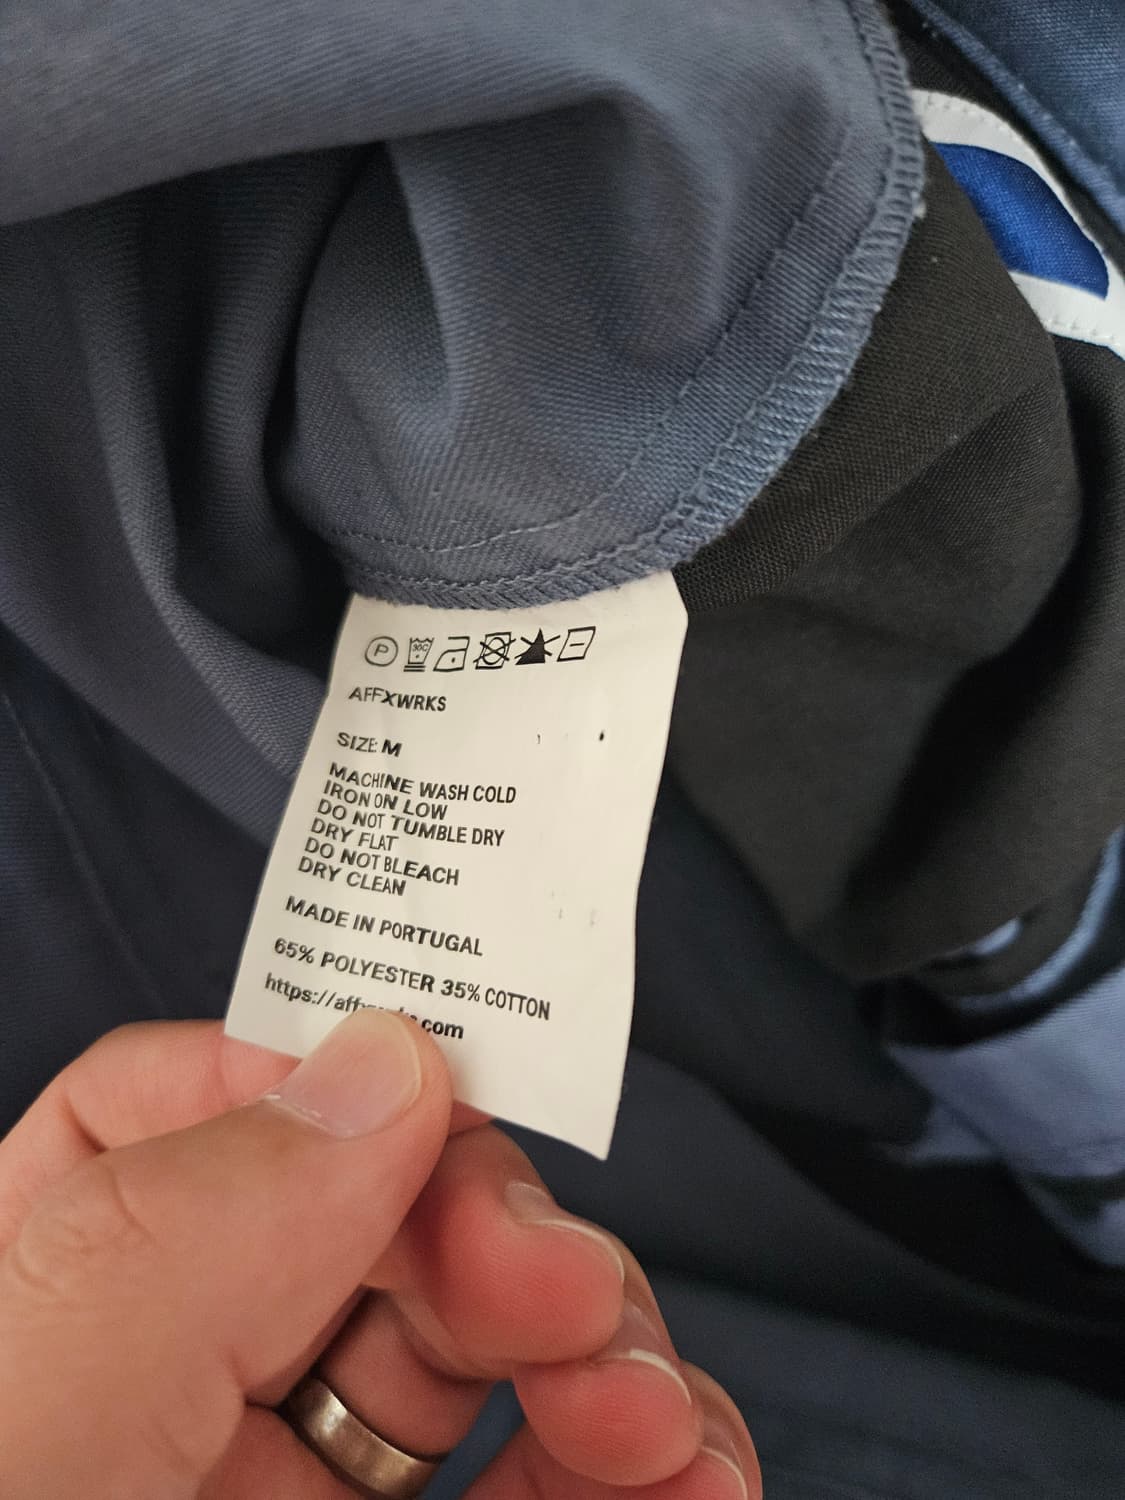 P 30C
AFFXWRKS
SIZE: M
MACHINE WASH COLD
IRON ON LOW
DO NOT TUMBLE DRY
DRY FLAT
DO NOT BLEACH
DRY CLEAN
MADE IN PORTUGAL
65% POLYESTER 35% COTTON